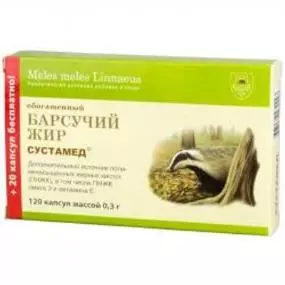 Meles meles Linnaeus
обогащенный
БАРСУЧИЙ
ЖИР
СУСТАМЕД®
Дополнительный источник поли-
ненасыщенных жирных кислот
(ПНЖК), в том числе ПНЖК
омега 3 и витамина Е
120 капсул массой 0,3 г
+ 20 капсул бесплатно!